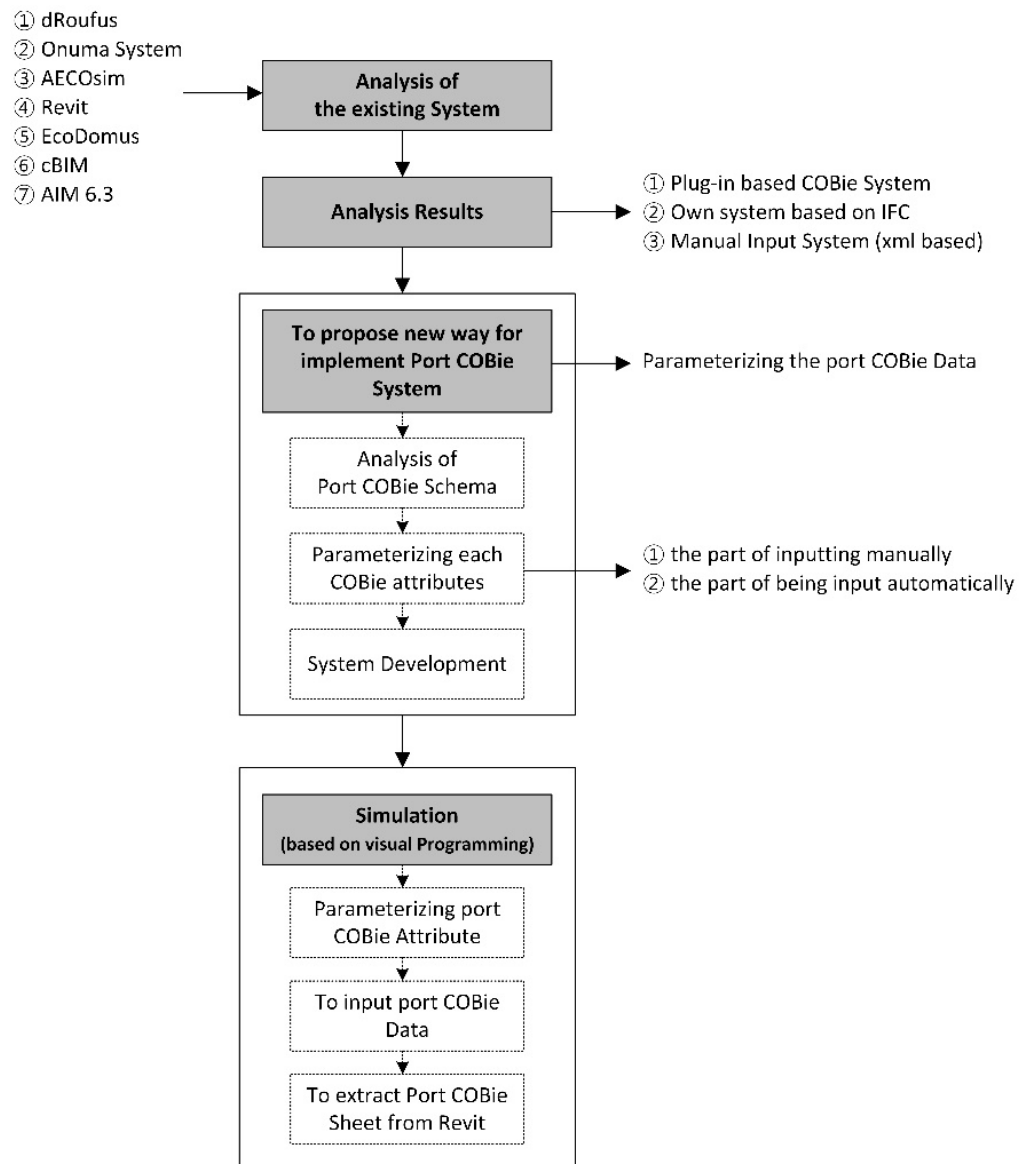 ① dRoufus
② Onuma System
③ AECOsim
④ Revit
⑤ EcoDomus
⑥ cBIM
⑦ AIM 6.3
Analysis of
the existing System
Analysis Results
① Plug-in based COBie System
② Own system based on IFC
③ Manual Input System (xml based)
To propose new way for
implement Port COBie
System
Parameterizing the port COBie Data
Analysis of
Port COBie Schema
Parameterizing each
COBie attributes
① the part of inputting manually
② the part of being input automatically
System Development
Simulation
(based on visual Programming)
Parameterizing port
COBie Attribute
To input port COBie
Data
To extract Port COBie
Sheet from Revit